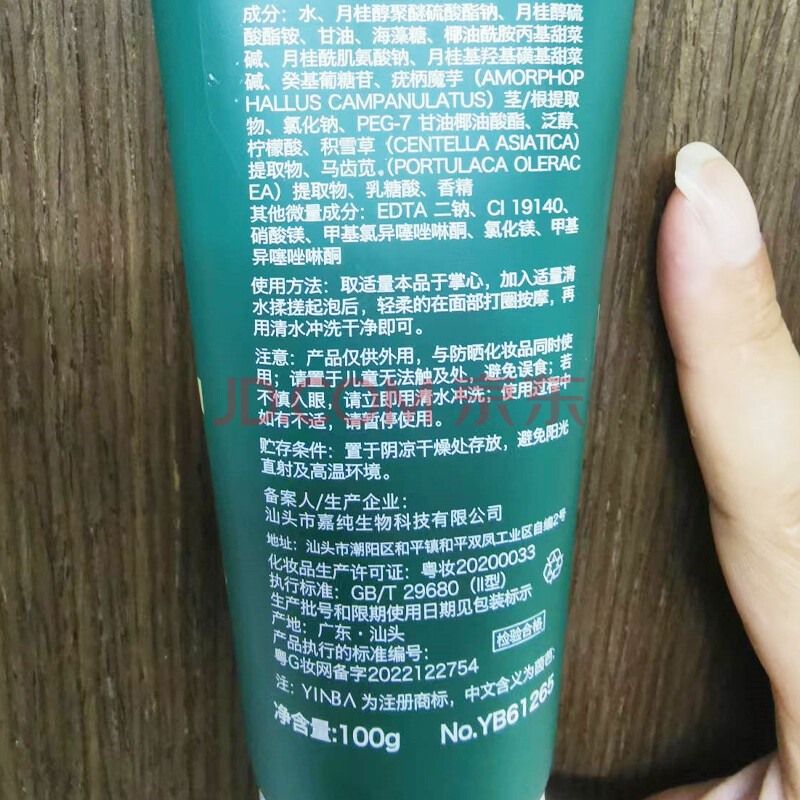 成分：水、月桂醇聚醚硫酸酯钠、月桂醇硫
酸酯铵、甘油、海藻糖、椰油酰胺丙基甜菜
碱、月桂酰肌氨酸钠、月桂基羟基磺基甜菜
碱、癸基葡糖苷、疣柄魔芋（AMORPHOP
HALLUS CAMPANULATUS）茎/根提取
物、氯化钠、PEG-7 甘油椰油酸酯、泛醇、
柠檬酸、积雪草（CENTELLA ASIATICA）
提取物、马齿苋（PORTULACA OLERAC
EA）提取物、乳糖酸、香精
其他微量成分：EDTA 二钠、CI 19140、
硝酸镁、甲基氯异噻唑啉酮、氯化镁、甲基
异噻唑啉酮
使用方法：取适量本品于掌心，加入适量清
水揉搓起泡后，轻柔的在面部打圈按摩，再
用清水冲洗干净即可。
注意：产品仅供外用，与防晒化妆品同时使
用；请置于儿童无法触及处，避免误食；若
不慎入眼，请立即用清水冲洗；使用过程中
如有不适，请暂停使用。
JD.COM 京东
贮存条件：置于阴凉干燥处存放，避免阳光
直射及高温环境。
备案人/生产企业：
汕头市嘉纯生物科技有限公司
地址：汕头市潮阳区和平镇和平双凤工业区自编2号
化妆品生产许可证：粤妆20200033
执行标准：GB/T 29680（II型）
生产批号和限期使用日期见包装标示
产地：广东·汕头
检验合格
产品执行的标准编号：
粤G妆网备字2022122754
注：YINBA 为注册商标，中文含义为茵芭
净含量:100g No.YB61265